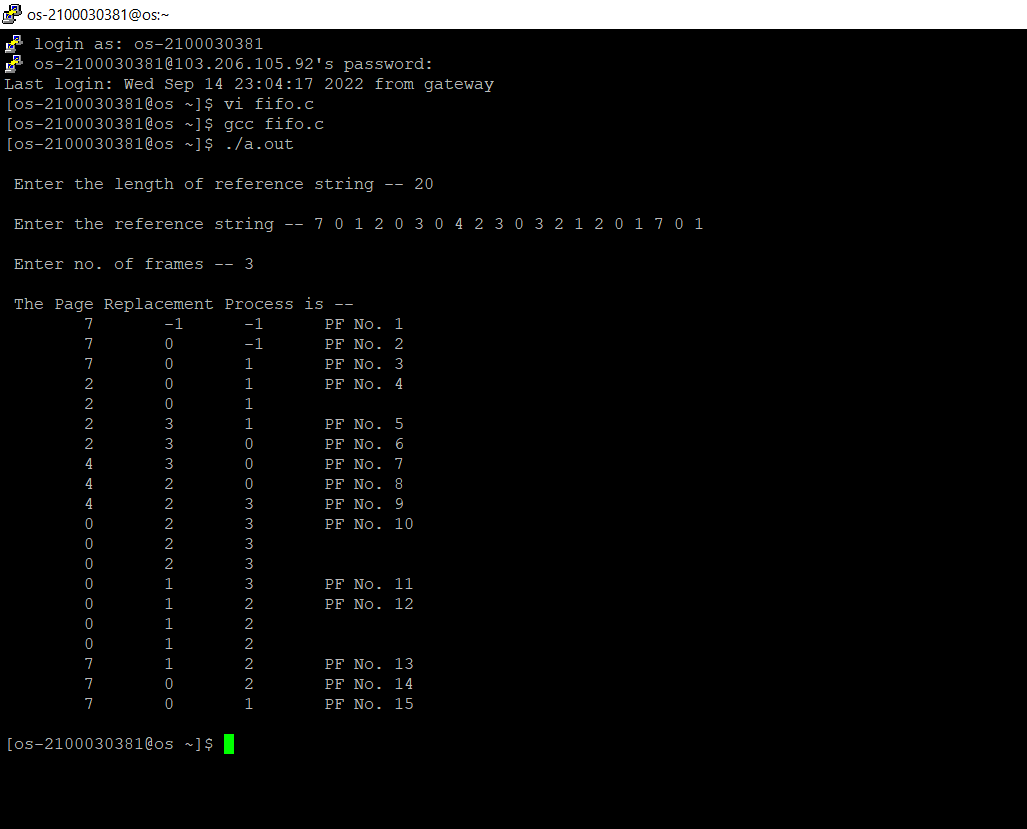 os-2100030381@os:~
login as: os-2100030381
os-2100030381@103.206.105.92's password:
Last login: Wed Sep 14 23:04:17 2022 from gateway
[os-2100030381@os ~]$ vi fifo.c
[os-2100030381@os ~]$ gcc fifo.c
[os-2100030381@os ~]$ ./a.out
Enter the length of reference string -- 20
Enter the reference string -- 7 0 1 2 0 3 0 4 2 3 0 3 2 1 2 0 1 7 0 1
Enter no. of frames -- 3
The Page Replacement Process is --
7 -1 -1 PF No. 1
7 0 -1 PF No. 2
7 0 1 PF No. 3
2 0 1 PF No. 4
2 0 1
2 3 1 PF No. 5
2 3 0 PF No. 6
4 3 0 PF No. 7
4 2 0 PF No. 8
4 2 3 PF No. 9
0 2 3 PF No. 10
0 2 3
0 2 3
0 1 3 PF No. 11
0 1 2 PF No. 12
0 1 2
0 1 2
7 1 2 PF No. 13
7 0 2 PF No. 14
7 0 1 PF No. 15
[os-2100030381@os ~]$